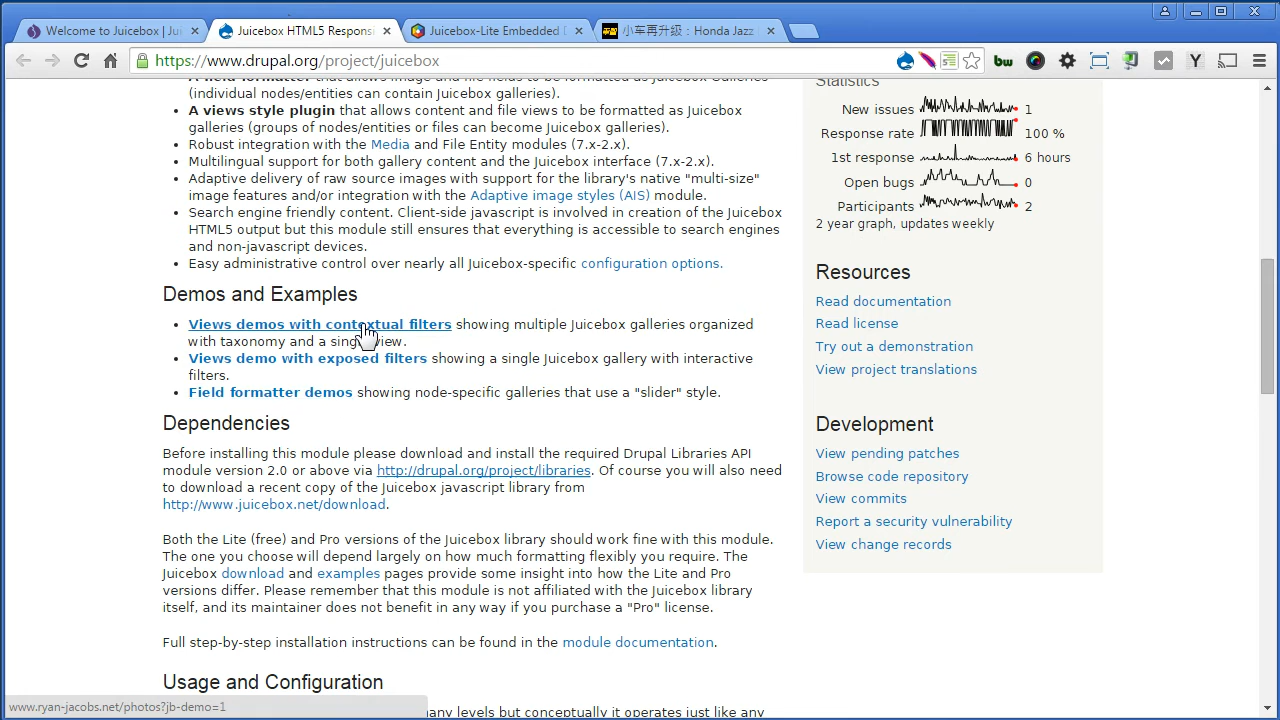 Welcome to Juicebox | Ju
Juicebox HTML5 Respons
Juicebox-Lite Embedded
小车再升級：Honda Jazz
https://www.drupal.org/project/juicebox
bw
Y
(individual nodes/entities can contain Juicebox galleries).
A views style plugin that allows content and file views to be formatted as Juicebox
galleries (groups of nodes/entities or files can become Juicebox galleries).
Robust integration with the Media and File Entity modules (7.x-2.x).
Multilingual support for both gallery content and the Juicebox interface (7.x-2.x).
Adaptive delivery of raw source images with support for the library's native "multi-size"
image features and/or integration with the Adaptive image styles (AIS) module.
Search engine friendly content. Client-side javascript is involved in creation of the Juicebox
HTML5 output but this module still ensures that everything is accessible to search engines
and non-javascript devices.
Easy administrative control over nearly all Juicebox-specific configuration options.
Demos and Examples
Views demos with contextual filters showing multiple Juicebox galleries organized
with taxonomy and a single view.
Views demo with exposed filters showing a single Juicebox gallery with interactive
filters.
Field formatter demos showing node-specific galleries that use a "slider" style.
Dependencies
Before installing this module please download and install the required Drupal Libraries API
module version 2.0 or above via http://drupal.org/project/libraries. Of course you will also need
to download a recent copy of the Juicebox javascript library from
http://www.juicebox.net/download.
Both the Lite (free) and Pro versions of the Juicebox library should work fine with this module.
The one you choose will depend largely on how much formatting flexibly you require. The
Juicebox download and examples pages provide some insight into how the Lite and Pro
versions differ. Please remember that this module is not affiliated with the Juicebox library
itself, and its maintainer does not benefit in any way if you purchase a "Pro" license.
Full step-by-step installation instructions can be found in the module documentation.
Usage and Configuration
many levels but conceptually it operates just like any
www.ryan-jacobs.net/photos?jb-demo=1
Statistics
New issues 1
Response rate 100 %
1st response 6 hours
Open bugs 0
Participants 2
2 year graph, updates weekly
Resources
Read documentation
Read license
Try out a demonstration
View project translations
Development
View pending patches
Browse code repository
View commits
Report a security vulnerability
View change records